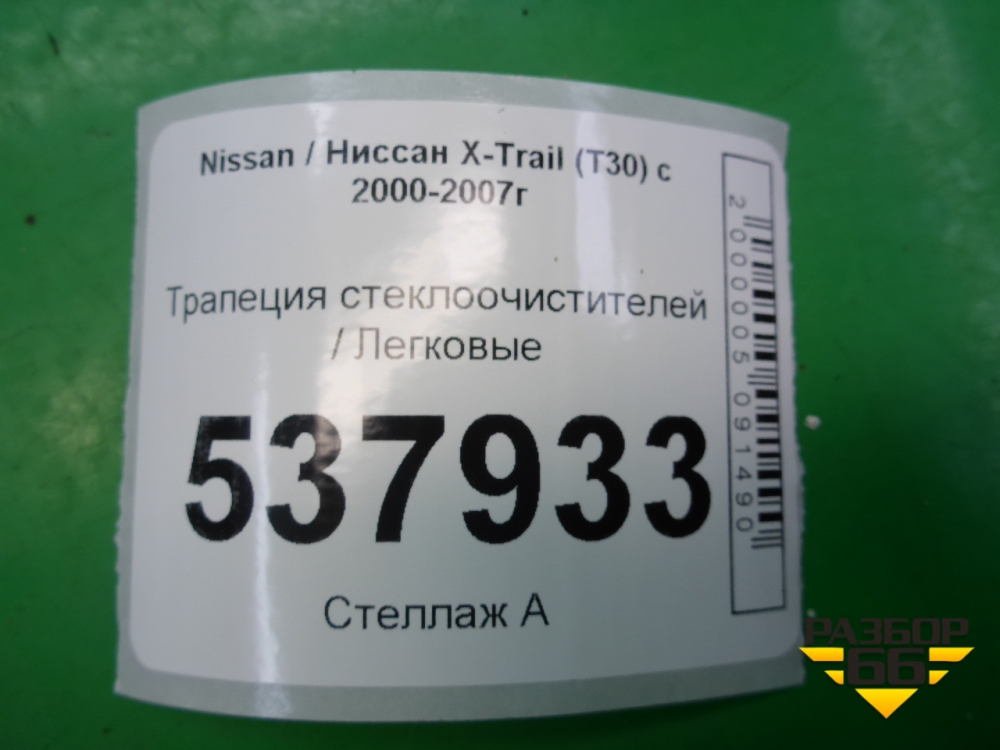 Nissan / Ниссан X-Trail (T30) с
2000-2007г
Трапеция стеклоочистителей
/ Легковые
537933
Стеллаж А
2000005091490
РАЗБОР
66